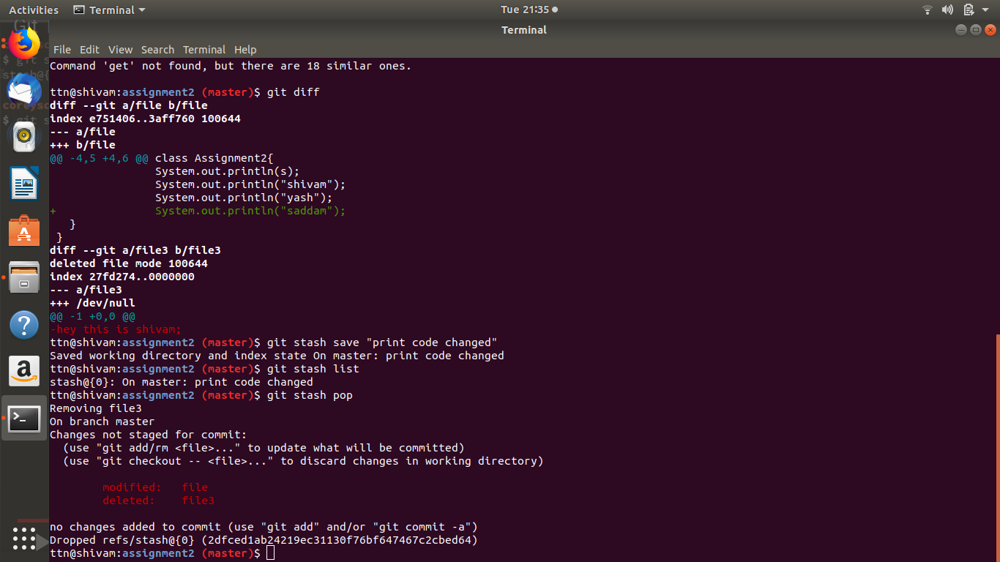 Activities Terminal Tue 21:35
Git
Terminal
File Edit View Search Terminal Help
$ git s
stash@{
$ git s
Command 'get' not found, but there are 18 similar ones.
ttn@shivam:assignment2 (master)$ git diff
diff --git a/file b/file
index e751406..3aff760 100644
--- a/file
+++ b/file
@@ -4,5 +4,6 @@ class Assignment2{
                System.out.println(s);
                System.out.println("shivam");
                System.out.println("yash");
+               System.out.println("saddam");
   }
 }
diff --git a/file3 b/file3
deleted file mode 100644
index 27fd274..0000000
--- a/file3
+++ /dev/null
@@ -1 +0,0 @@
-hey this is shivam;
ttn@shivam:assignment2 (master)$ git stash save "print code changed"
Saved working directory and index state On master: print code changed
ttn@shivam:assignment2 (master)$ git stash list
stash@{0}: On master: print code changed
ttn@shivam:assignment2 (master)$ git stash pop
Removing file3
On branch master
Changes not staged for commit:
  (use "git add/rm <file>..." to update what will be committed)
  (use "git checkout -- <file>..." to discard changes in working directory)
        modified:   file
        deleted:    file3
no changes added to commit (use "git add" and/or "git commit -a")
Dropped refs/stash@{0} (2dfced1ab24219ec31130f76bf647467c2cbed64)
ttn@shivam:assignment2 (master)$